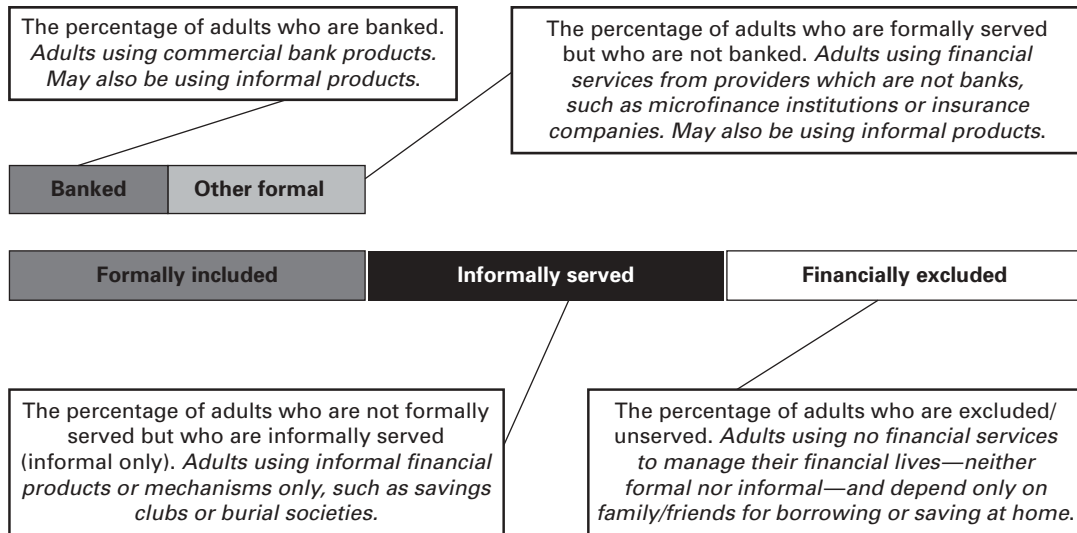 The percentage of adults who are banked.
Adults using commercial bank products.
May also be using informal products.
The percentage of adults who are formally served
but who are not banked. Adults using financial
services from providers which are not banks,
such as microfinance institutions or insurance
companies. May also be using informal products.
Banked
Other formal
Formally included
Informally served
Financially excluded
The percentage of adults who are not formally
served but who are informally served
(informal only). Adults using informal financial
products or mechanisms only, such as savings
clubs or burial societies.
The percentage of adults who are excluded/
unserved. Adults using no financial services
to manage their financial lives—neither
formal nor informal—and depend only on
family/friends for borrowing or saving at home.